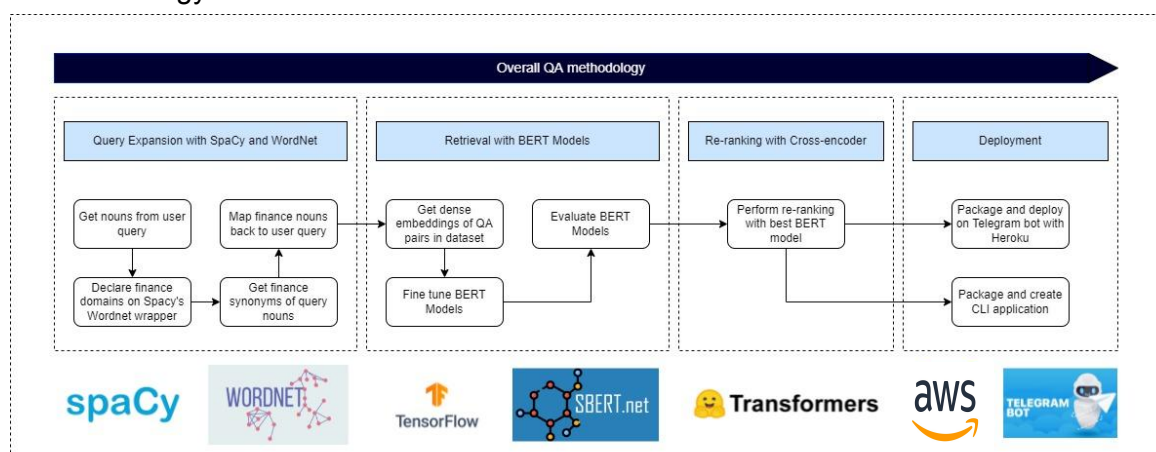 Overall QA methodology
Query Expansion with SpaCy and WordNet
Retrieval with BERT Models
Re-ranking with Cross-encoder
Deployment
Get nouns from user
query
Map finance nouns
back to user query
Declare finance
domains on Spacy's
Wordnet wrapper
Get finance
synonyms of query
nouns
Get dense
embeddings of QA
pairs in dataset
Evaluate BERT
Models
Fine tune BERT
Models
Perform re-ranking
with best BERT
model
Package and deploy
on Telegram bot with
Heroku
Package and create
CLI application
spaCy
WORDNET
TensorFlow
SBERT.net
Transformers
aws
TELEGRAM
BOT